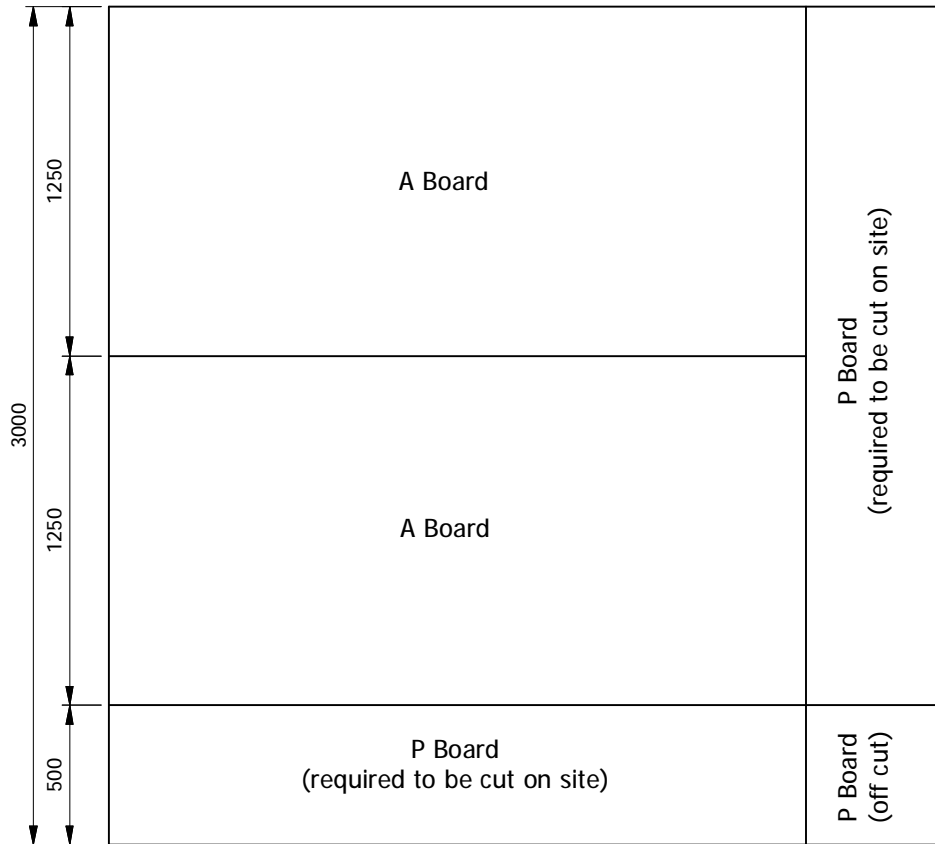 3000
1250
1250
500
A Board
A Board
P Board
(required to be cut on site)
P Board
(required to be cut on site)
P Board
(off cut)